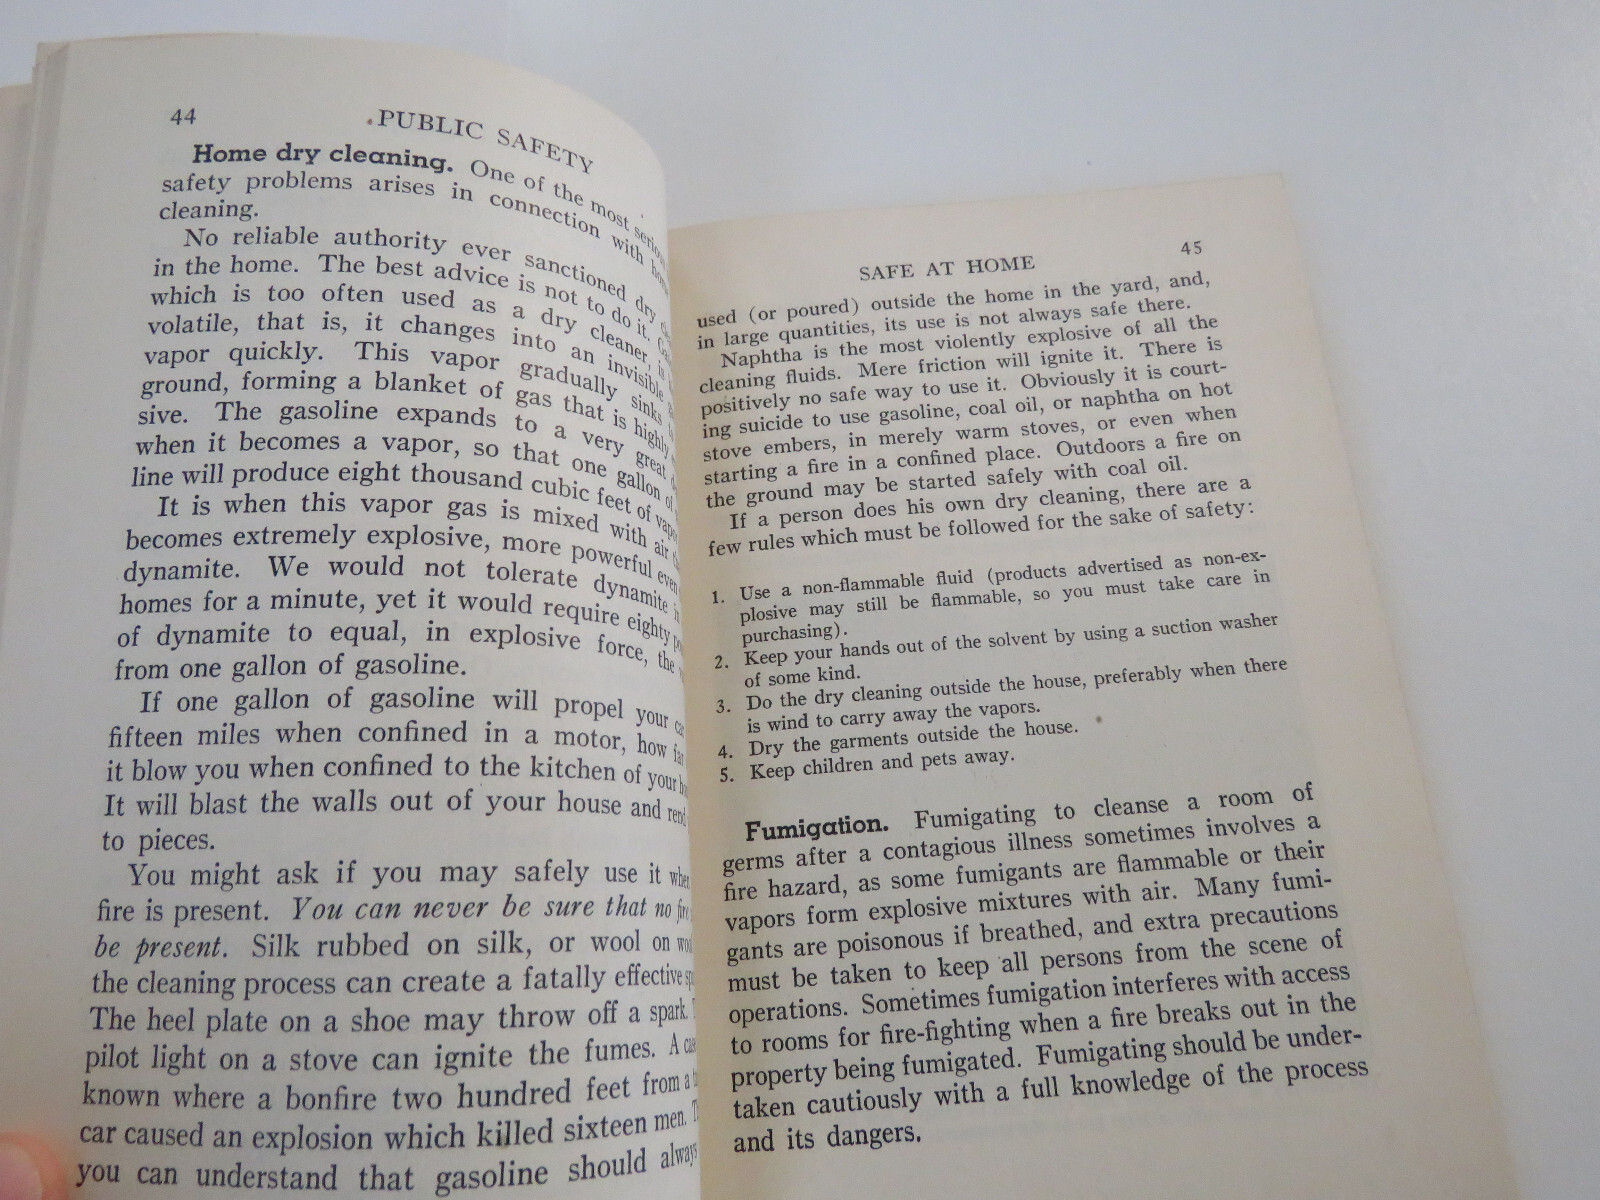 44
PUBLIC SAFETY
Home dry cleaning. One of the most
safety problems arises in connection with
cleaning.
No reliable authority ever sanctioned dry
in the home. The best advice is not to do it.
which is too often used as a dry cleaner, is
volatile, that is, it changes into an invisible
vapor quickly. This vapor gradually sinks
ground, forming a blanket of gas that is highly
sive. The gasoline expands to a very great
when it becomes a vapor, so that one gallon of
line will produce eight thousand cubic feet of vapor
It is when this vapor gas is mixed with air
becomes extremely explosive, more powerful even
dynamite. We would not tolerate dynamite
homes for a minute, yet it would require eighty
of dynamite to equal, in explosive force, the
from one gallon of gasoline.
If one gallon of gasoline will propel your
fifteen miles when confined in a motor, how
it blow you when confined to the kitchen of your
It will blast the walls out of your house and
to pieces.
You might ask if you may safely use it
fire is present. You can never be sure that no
be present. Silk rubbed on silk, or wool on
the cleaning process can create a fatally effective
The heel plate on a shoe may throw off a spark.
pilot light on a stove can ignite the fumes. A
known where a bonfire two hundred feet from a
car caused an explosion which killed sixteen men.
you can understand that gasoline should always
SAFE AT HOME
45
used (or poured) outside the home in the yard, and,
in large quantities, its use is not always safe there.
Naphtha is the most violently explosive of all the
cleaning fluids. Mere friction will ignite it. There is
positively no safe way to use it. Obviously it is court-
ing suicide to use gasoline, coal oil, or naphtha on hot
stove embers, in merely warm stoves, or even when
starting a fire in a confined place. Outdoors a fire on
the ground may be started safely with coal oil.
If a person does his own dry cleaning, there are a
few rules which must be followed for the sake of safety:
1. Use a non-flammable fluid (products advertised as non-ex-
plosive may still be flammable, so you must take care in
purchasing).
2. Keep your hands out of the solvent by using a suction washer
of some kind.
3. Do the dry cleaning outside the house, preferably when there
is wind to carry away the vapors.
4. Dry the garments outside the house.
5. Keep children and pets away.
Fumigation. Fumigating to cleanse a room of
germs after a contagious illness sometimes involves a
fire hazard, as some fumigants are flammable or their
vapors form explosive mixtures with air. Many fumi-
gants are poisonous if breathed, and extra precautions
must be taken to keep all persons from the scene of
operations. Sometimes fumigation interferes with access
to rooms for fire-fighting when a fire breaks out in the
property being fumigated. Fumigating should be under-
taken cautiously with a full knowledge of the process
and its dangers.